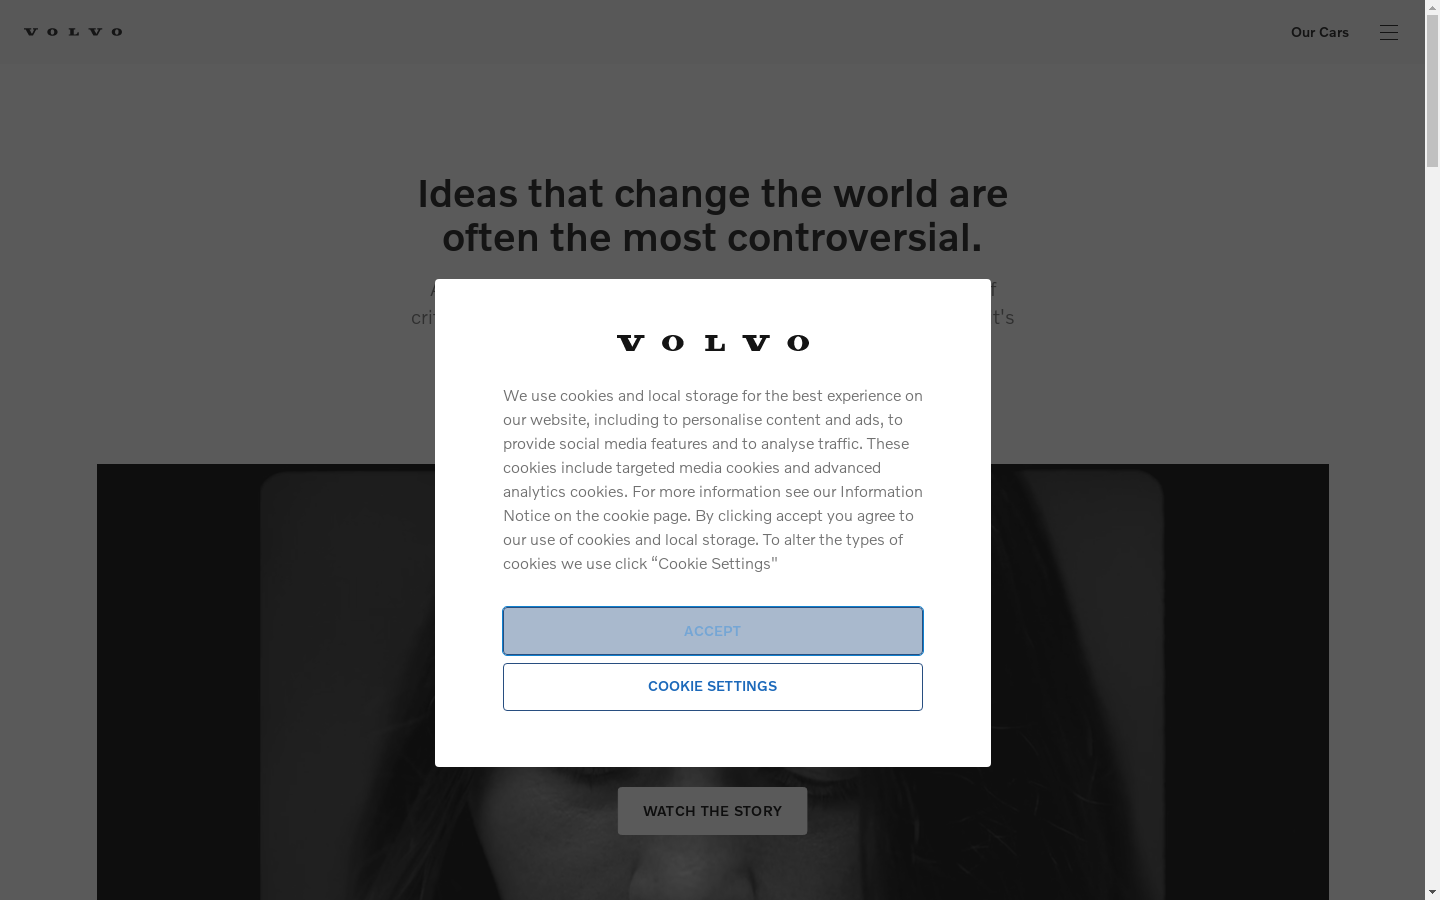 VOLVO
Our Cars
Ideas that change the world are
often the most controversial.
VOLVO
We use cookies and local storage for the best experience on
our website, including to personalise content and ads, to
provide social media features and to analyse traffic. These
cookies include targeted media cookies and advanced
analytics cookies. For more information see our Information
Notice on the cookie page. By clicking accept you agree to
our use of cookies and local storage. To alter the types of
cookies we use click “Cookie Settings"
ACCEPT
COOKIE SETTINGS
WATCH THE STORY